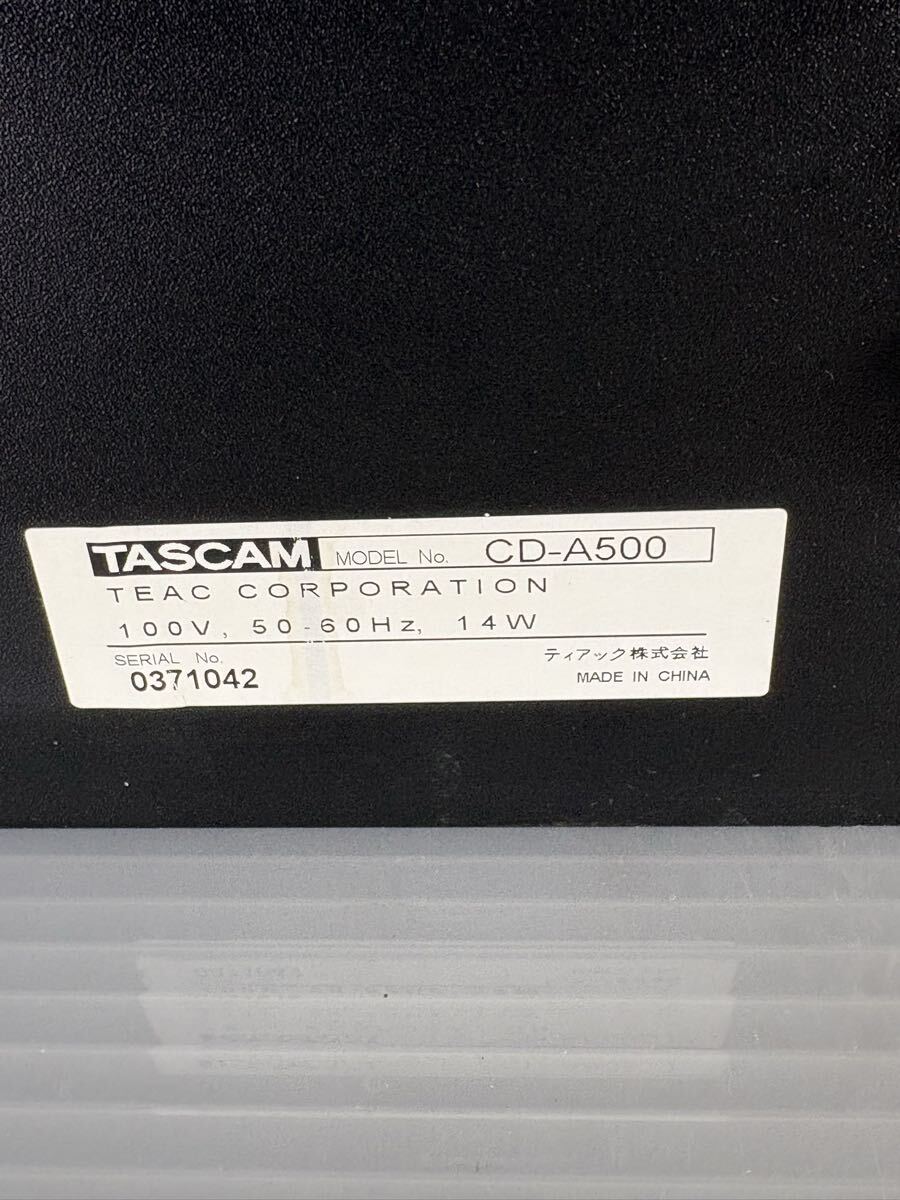 TASCAM MODEL No. CD-A500
TEAC CORPORATION
100V, 50-60Hz, 14W
SERIAL No. ティアック株式会社
0371042 MADE IN CHINA